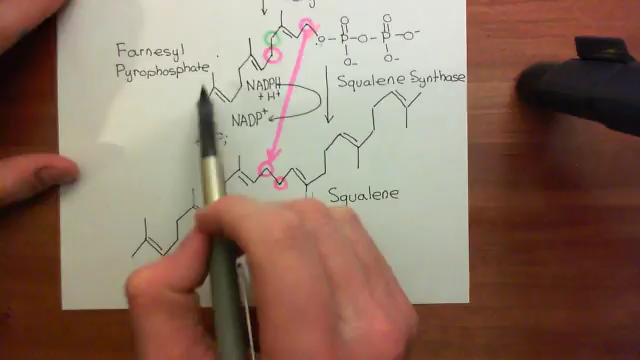 Farnesyl
Pyrophosphate
O-P-O-P-O-
O
O
O-
O-
NADPH
+ H+
NADP+
Squalene Synthase
Squalene